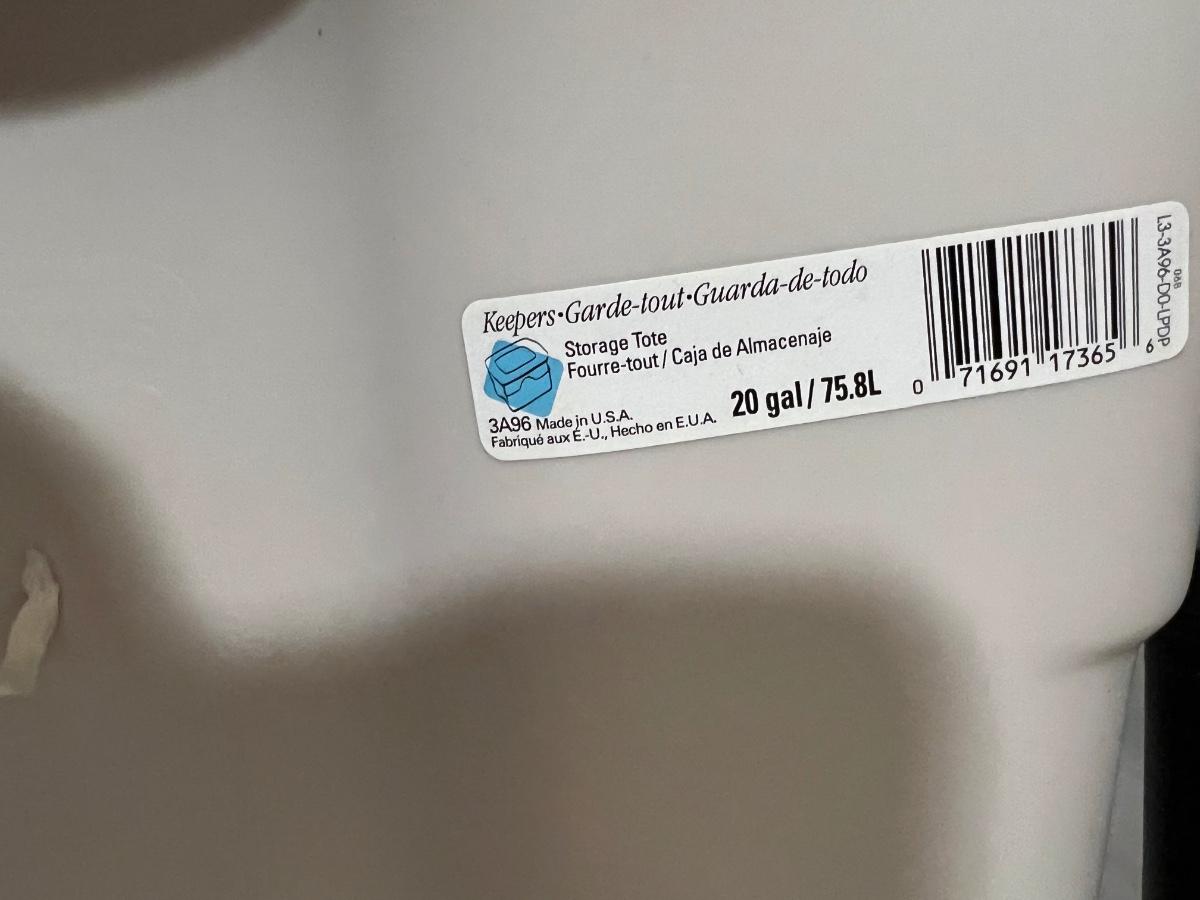 Keepers•Garde-tout•Guarda-de-todo
Storage Tote
Fourre-tout / Caja de Almacenaje
20 gal / 75.8L
3A96 Made in U.S.A.
Fabriqué aux É.-U., Hecho en E.U.A.
0 71691 17365 6
L3-3A96-D0-LPDP